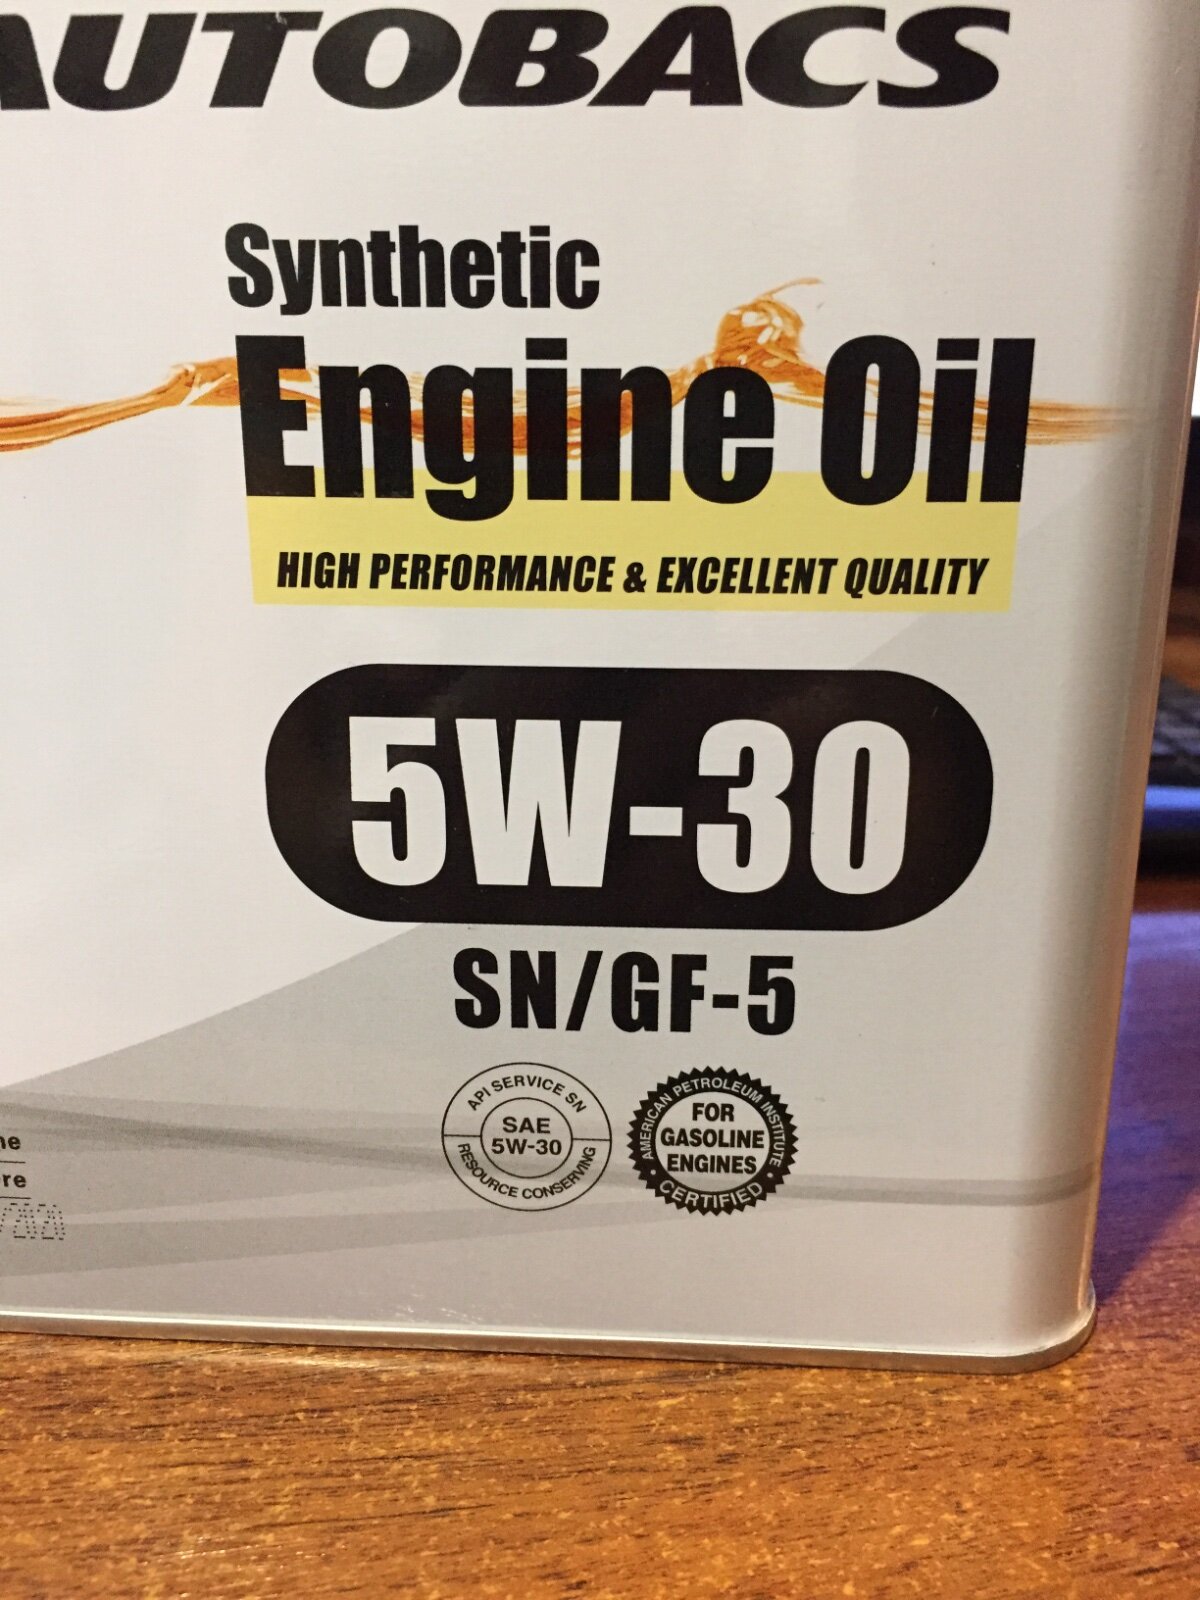 AUTOBACS
Synthetic
Engine Oil
HIGH PERFORMANCE & EXCELLENT QUALITY
5W-30
SN/GF-5
API SERVICE SN
SAE
5W-30
RESOURCE CONSERVING
AMERICAN PETROLEUM INSTITUTE
FOR
GASOLINE
ENGINES
CERTIFIED
/2020